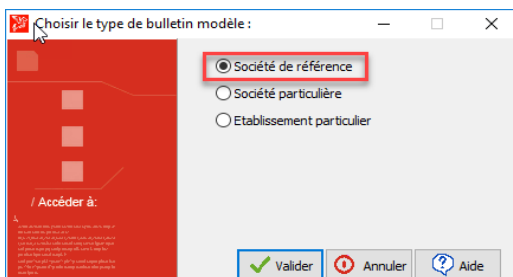 Choisir le type de bulletin modèle :
Société de référence
Société particulière
Etablissement particulier
/ Accéder à:
Valider
Annuler
Aide